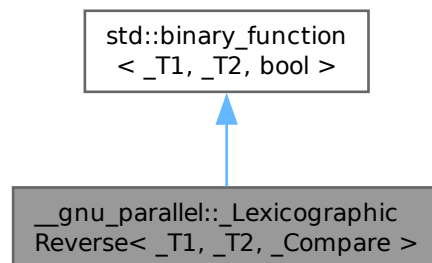 std::binary_function
< _T1, _T2, bool >
__gnu_parallel::_Lexicographic
Reverse< _T1, _T2, _Compare >